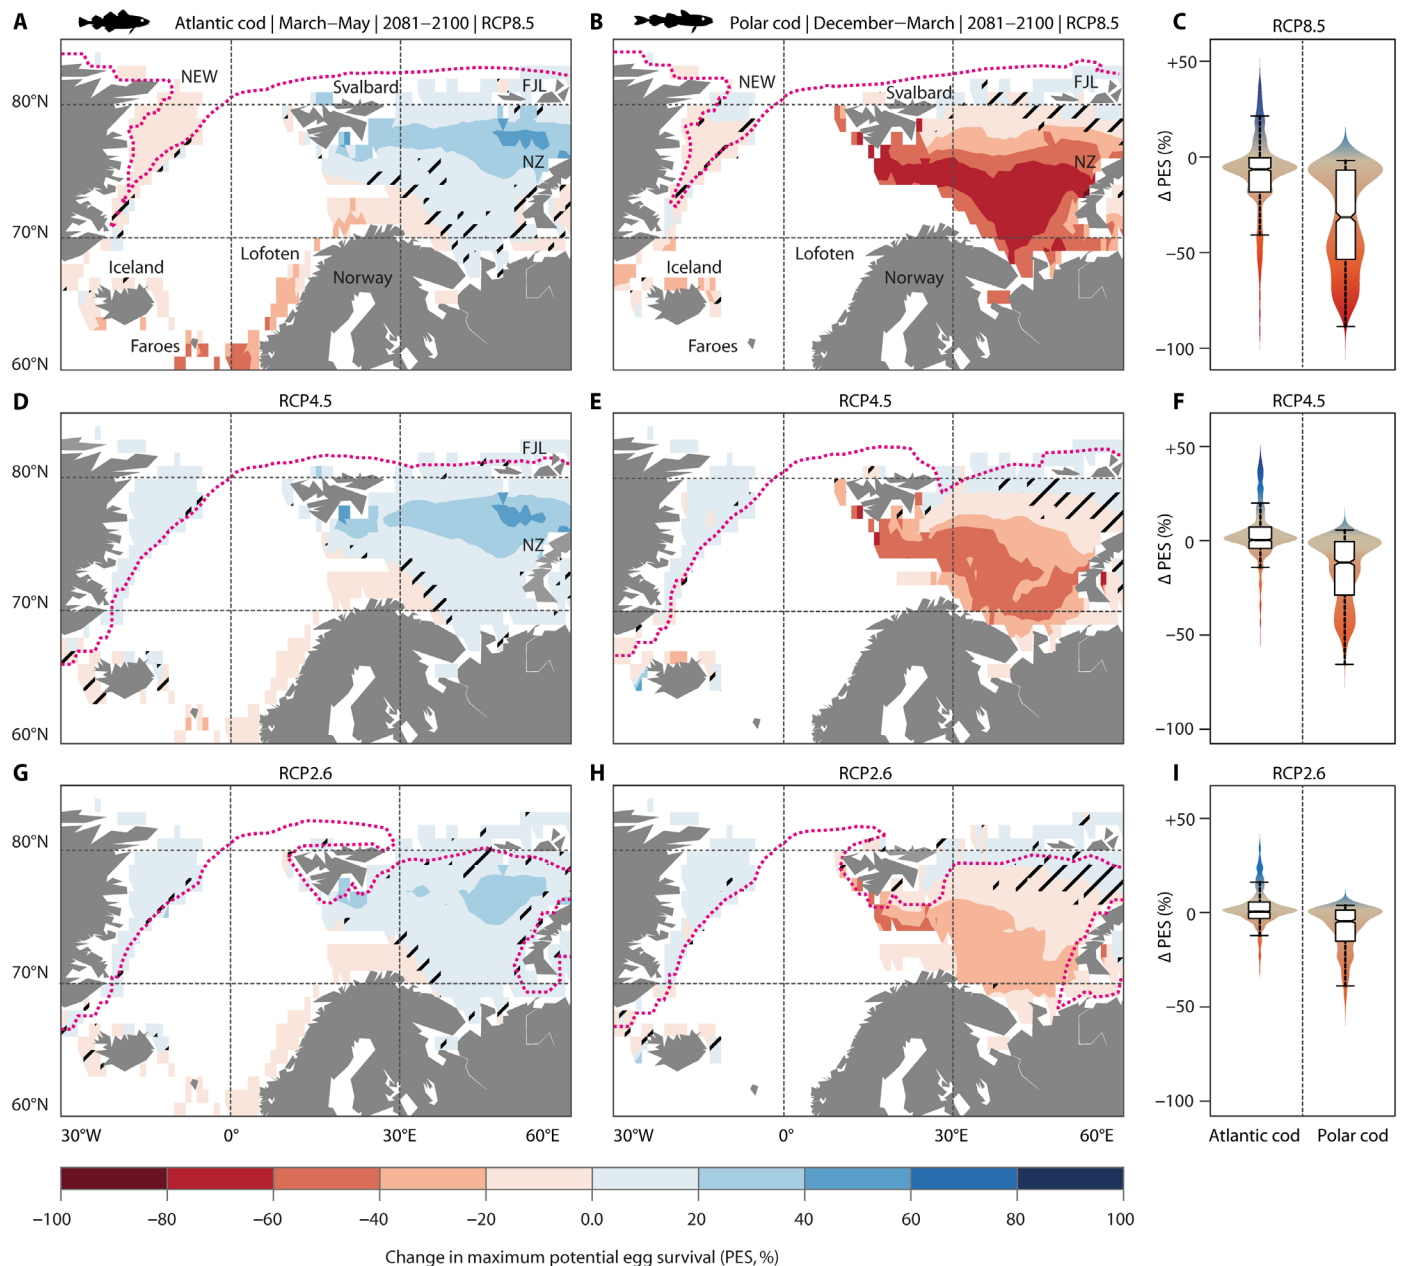 A Atlantic cod | March−May | 2081−2100 | RCP8.5
B Polar cod | December−March | 2081−2100 | RCP8.5
C RCP8.5
NEW
Svalbard
FJL
NZ
Lofoten
Iceland
Norway
Faroes
80°N
70°N
60°N
NEW
Svalbard
FJL
NZ
Lofoten
Iceland
Norway
Faroes
Δ PES (%)
+50
0
−50
−100
D RCP4.5
E RCP4.5
F RCP4.5
FJL
NZ
80°N
70°N
60°N
Δ PES (%)
+50
0
−50
−100
G RCP2.6
H RCP2.6
I RCP2.6
80°N
70°N
60°N
Δ PES (%)
+50
0
−50
−100
30°W 0° 30°E 60°E
30°W 0° 30°E 60°E
Atlantic cod Polar cod
−100 −80 −60 −40 −20 0.0 20 40 60 80 100
Change in maximum potential egg survival (PES, %)